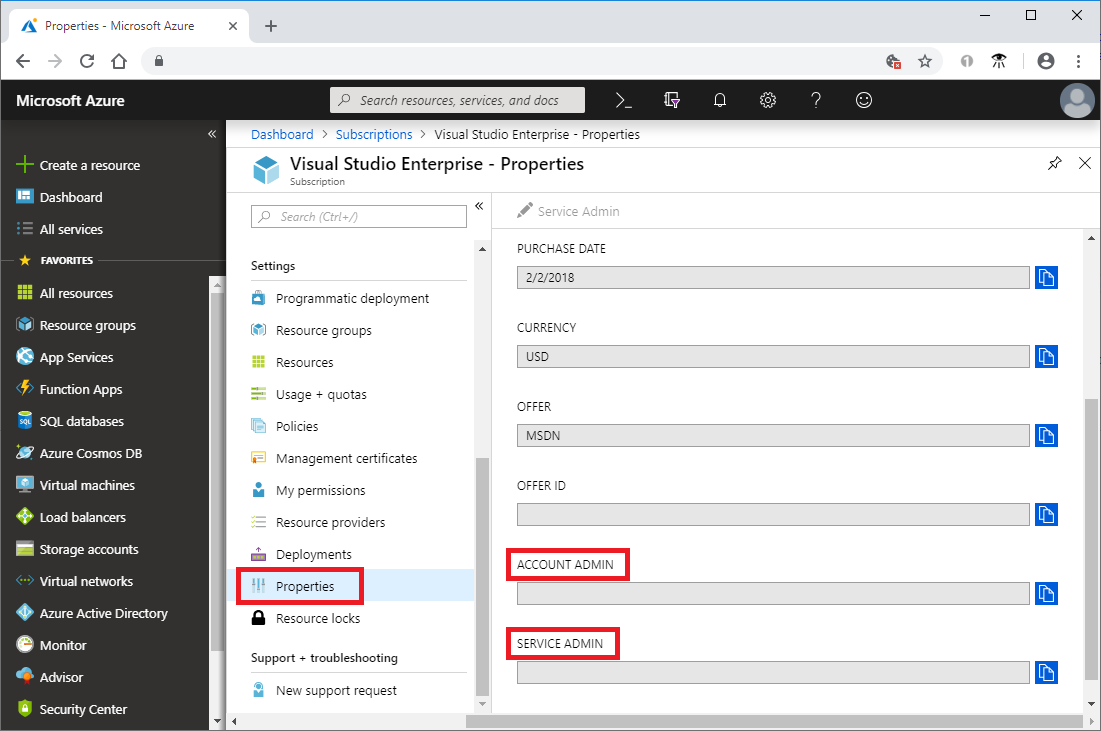 Properties - Microsoft Azure
Microsoft Azure
Search resources, services, and docs
Dashboard > Subscriptions > Visual Studio Enterprise - Properties
Visual Studio Enterprise - Properties
Subscription
Create a resource
Dashboard
All services
FAVORITES
All resources
Resource groups
App Services
Function Apps
SQL databases
Azure Cosmos DB
Virtual machines
Load balancers
Storage accounts
Virtual networks
Azure Active Directory
Monitor
Advisor
Security Center
Search (Ctrl+/)
Settings
Programmatic deployment
Resource groups
Resources
Usage + quotas
Policies
Management certificates
My permissions
Resource providers
Deployments
Properties
Resource locks
Support + troubleshooting
New support request
Service Admin
PURCHASE DATE
2/2/2018
CURRENCY
USD
OFFER
MSDN
OFFER ID
ACCOUNT ADMIN
SERVICE ADMIN